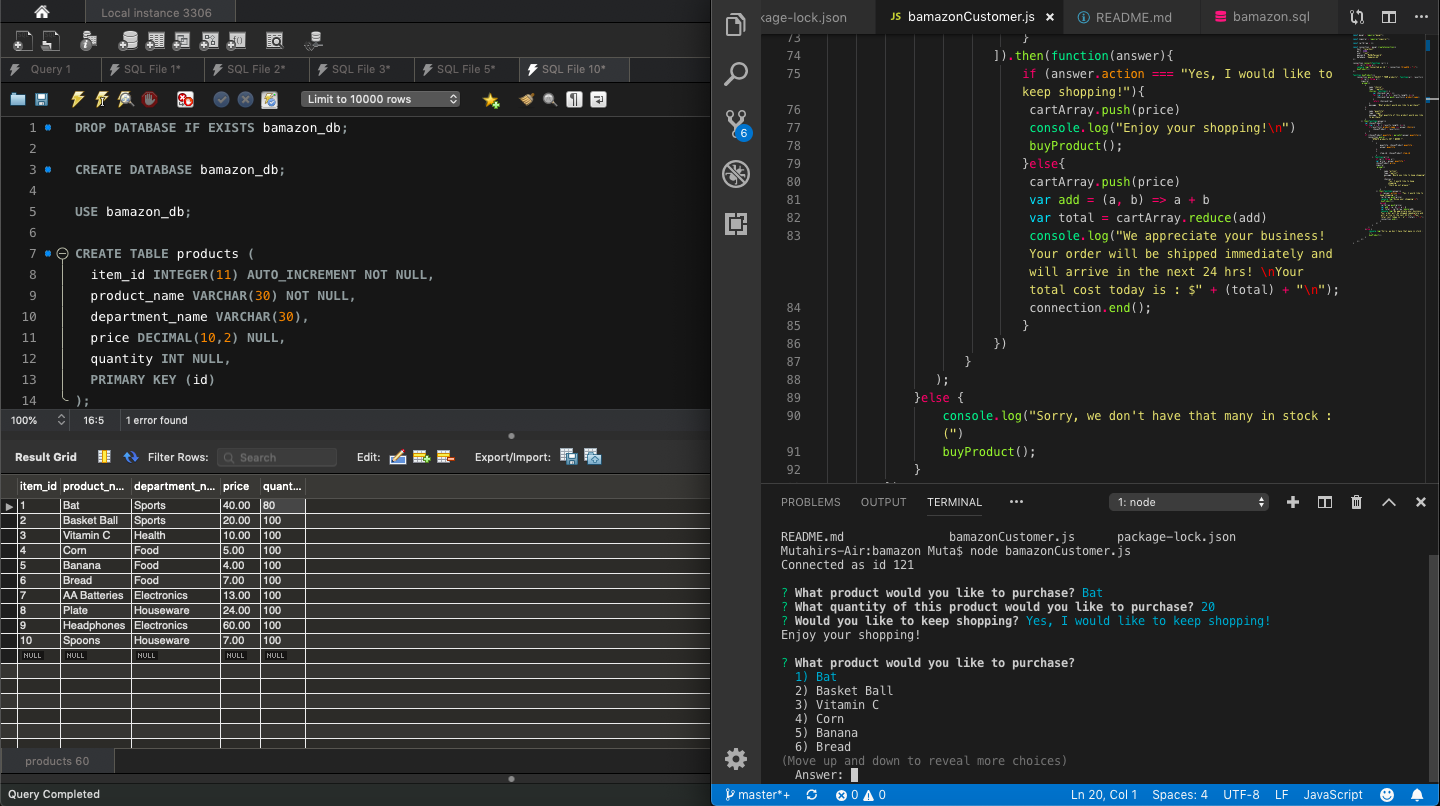 Local instance 3306
Query 1
SQL File 1*
SQL File 2*
SQL File 3*
SQL File 5*
SQL File 10*
Limit to 10000 rows
1 DROP DATABASE IF EXISTS bamazon_db;
2
3 CREATE DATABASE bamazon_db;
4
5 USE bamazon_db;
6
7 CREATE TABLE products (
8 item_id INTEGER(11) AUTO_INCREMENT NOT NULL,
9 product_name VARCHAR(30) NOT NULL,
10 department_name VARCHAR(30),
11 price DECIMAL(10,2) NULL,
12 quantity INT NULL,
13 PRIMARY KEY (id)
14 );
100% 16:5 1 error found
Result Grid Filter Rows: Search Edit: Export/Import:
item_id product_n... department_n... price quant...
1 Bat Sports 40.00 80
2 Basket Ball Sports 20.00 100
3 Vitamin C Health 10.00 100
4 Corn Food 5.00 100
5 Banana Food 4.00 100
6 Bread Food 7.00 100
7 AA Batteries Electronics 13.00 100
8 Plate Houseware 24.00 100
9 Headphones Electronics 60.00 100
10 Spoons Houseware 7.00 100
NULL NULL NULL NULL NULL
products 60
Query Completed
kage-lock.json
JS bamazonCustomer.js
README.md
bamazon.sql
6
73 }
74 ]).then(function(answer){
75 if (answer.action === "Yes, I would like to
keep shopping!"){
76 cartArray.push(price)
77 console.log("Enjoy your shopping!\n")
78 buyProduct();
79 }else{
80 cartArray.push(price)
81 var add = (a, b) => a + b
82 var total = cartArray.reduce(add)
83 console.log("We appreciate your business!
Your order will be shipped immediately and
will arrive in the next 24 hrs! \nYour
total cost today is : $" + (total) + "\n");
84 connection.end();
85 }
86 })
87 }
88 );
89 }else {
90 console.log("Sorry, we don't have that many in stock :
(")
91 buyProduct();
92 }
PROBLEMS OUTPUT TERMINAL ••• 1: node
README.md bamazonCustomer.js package-lock.json
Mutahirs-Air:bamazon Muta$ node bamazonCustomer.js
Connected as id 121
? What product would you like to purchase? Bat
? What quantity of this product would you like to purchase? 20
? Would you like to keep shopping? Yes, I would like to keep shopping!
Enjoy your shopping!
? What product would you like to purchase?
1) Bat
2) Basket Ball
3) Vitamin C
4) Corn
5) Banana
6) Bread
(Move up and down to reveal more choices)
Answer:
master*+ 0 0 Ln 20, Col 1 Spaces: 4 UTF-8 LF JavaScript